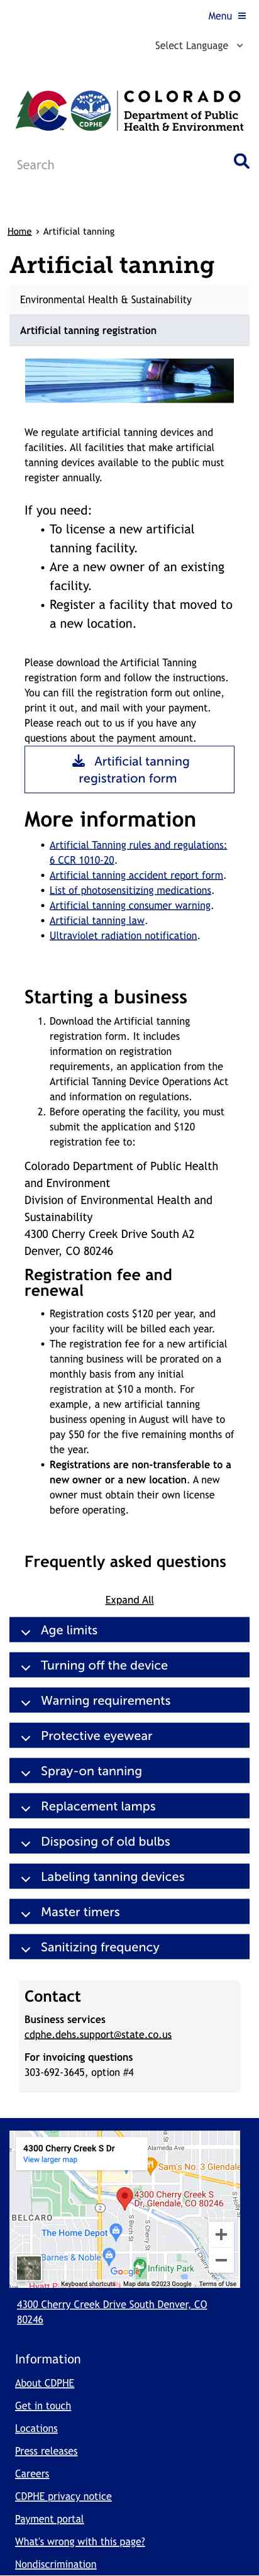 Menu
Select Language
COLORADO
Department of Public
Health & Environment
CDPHE
Search
Home › Artificial tanning
Artificial tanning
Environmental Health & Sustainability
Artificial tanning registration
We regulate artificial tanning devices and
facilities. All facilities that make artificial
tanning devices available to the public must
register annually.
If you need:
• To license a new artificial
tanning facility.
• Are a new owner of an existing
facility.
• Register a facility that moved to
a new location.
Please download the Artificial Tanning
registration form and follow the instructions.
You can fill the registration form out online,
print it out, and mail with your payment.
Please reach out to us if you have any
questions about the payment amount.
Artificial tanning
registration form
More information
• Artificial Tanning rules and regulations:
6 CCR 1010-20.
• Artificial tanning accident report form.
• List of photosensitizing medications.
• Artificial tanning consumer warning.
• Artificial tanning law.
• Ultraviolet radiation notification.
Starting a business
1. Download the Artificial tanning
registration form. It includes
information on registration
requirements, an application from the
Artificial Tanning Device Operations Act
and information on regulations.
2. Before operating the facility, you must
submit the application and $120
registration fee to:
Colorado Department of Public Health
and Environment
Division of Environmental Health and
Sustainability
4300 Cherry Creek Drive South A2
Denver, CO 80246
Registration fee and
renewal
• Registration costs $120 per year, and
your facility will be billed each year.
• The registration fee for a new artificial
tanning business will be prorated on a
monthly basis from any initial
registration at $10 a month. For
example, a new artificial tanning
business opening in August will have to
pay $50 for the five remaining months of
the year.
• Registrations are non-transferable to a
new owner or a new location. A new
owner must obtain their own license
before operating.
Frequently asked questions
Expand All
Age limits
Turning off the device
Warning requirements
Protective eyewear
Spray-on tanning
Replacement lamps
Disposing of old bulbs
Labeling tanning devices
Master timers
Sanitizing frequency
Contact
Business services
cdphe.dehs.support@state.co.us
For invoicing questions
303-692-3645, option #4
4300 Cherry Creek S Dr
View larger map
Alameda Ave
Sam's No. 3 Glendale
4300 Cherry Creek S
Dr, Glendale, CO 80246
BELCARO
2
The Home Depot
S Birch St
S Cherry St
Barnes & Noble
Google
Infinity Park
Hyatt
Keyboard shortcuts Map data ©2023 Google Terms of Use
4300 Cherry Creek Drive South Denver, CO
80246
Information
About CDPHE
Get in touch
Locations
Press releases
Careers
CDPHE privacy notice
Payment portal
What's wrong with this page?
Nondiscrimination